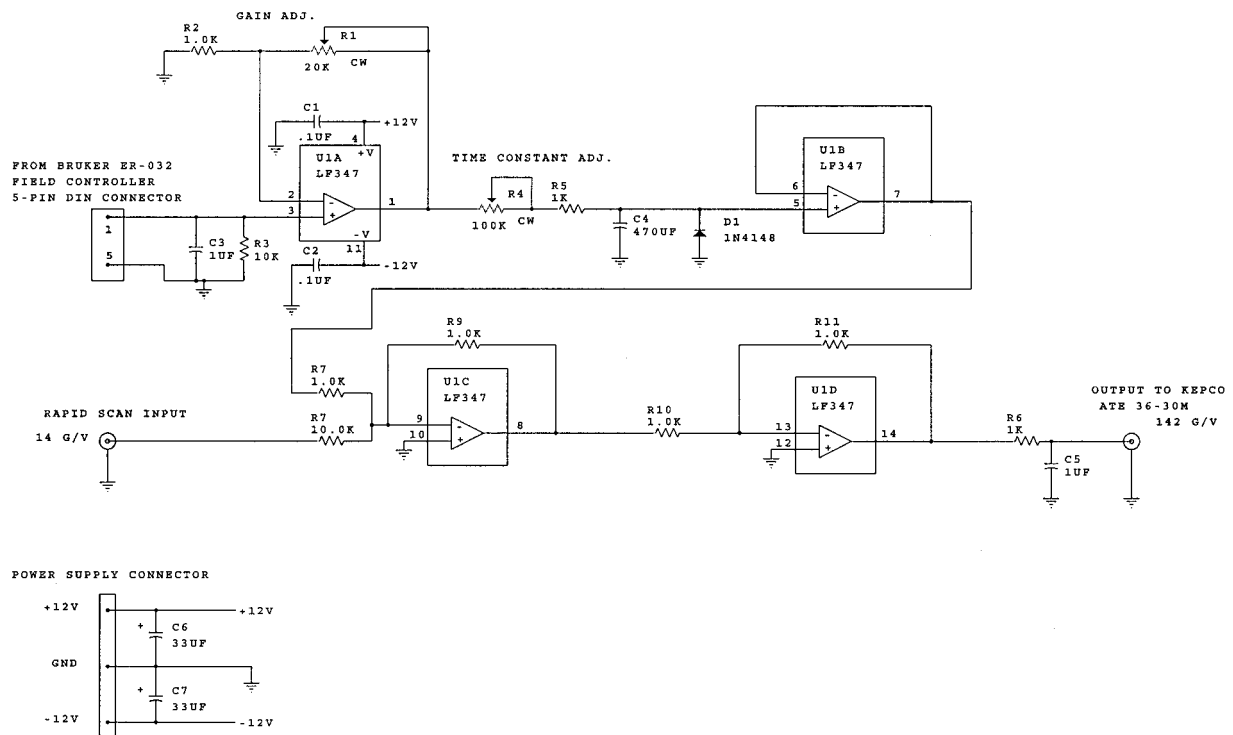 GAIN ADJ.
R2
1.0K
R1
20K
CW
C1
.1UF
+12V
4
+V
U1A
LF347
2
-
3
+
1
-V
11
C2
.1UF
-12V
FROM BRUKER ER-032
FIELD CONTROLLER
5-PIN DIN CONNECTOR
1
5
C3
1UF
R3
10K
TIME CONSTANT ADJ.
R4
100K
CW
R5
1K
C4
470UF
D1
1N4148
U1B
LF347
6
-
5
+
7
R9
1.0K
R7
1.0K
RAPID SCAN INPUT
14 G/V
R7
10.0K
U1C
LF347
9
-
10
+
8
R10
1.0K
R11
1.0K
U1D
LF347
13
-
12
+
14
R6
1K
C5
1UF
OUTPUT TO KEPCO
ATE 36-30M
142 G/V
POWER SUPPLY CONNECTOR
+12V
+
C6
33UF
+12V
GND
+
C7
33UF
-12V
-12V